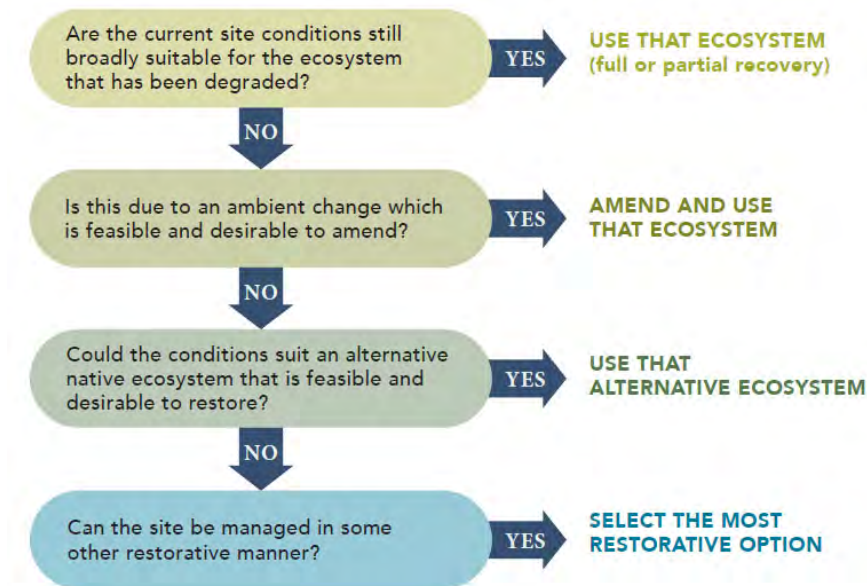 Are the current site conditions still
broadly suitable for the ecosystem
that has been degraded?
YES
USE THAT ECOSYSTEM
(full or partial recovery)
NO
Is this due to an ambient change which
is feasible and desirable to amend?
YES
AMEND AND USE
THAT ECOSYSTEM
NO
Could the conditions suit an alternative
native ecosystem that is feasible and
desirable to restore?
YES
USE THAT
ALTERNATIVE ECOSYSTEM
NO
Can the site be managed in some
other restorative manner?
YES
SELECT THE MOST
RESTORATIVE OPTION